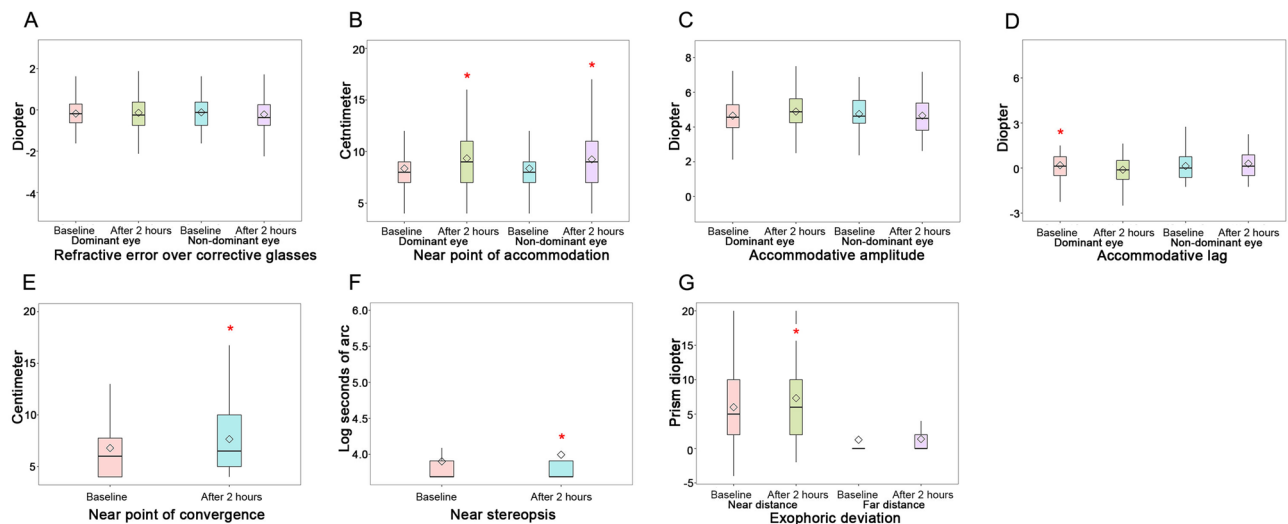 A
2
0
-2
-4
Diopter
Baseline After 2 hours Baseline After 2 hours
Dominant eye Non-dominant eye
Refractive error over corrective glasses
B
20
15
10
5
Cetntimeter
*
*
Baseline After 2 hours Baseline After 2 hours
Dominant eye Non-dominant eye
Near point of accommodation
C
8
6
4
2
0
Diopter
Baseline After 2 hours Baseline After 2 hours
Dominant eye Non-dominant eye
Accommodative amplitude
D
6
3
0
-3
Diopter
*
Baseline After 2 hours Baseline After 2 hours
Dominant eye Non-dominant eye
Accommodative lag
E
20
15
10
5
Centimeter
*
Baseline After 2 hours
Near point of convergence
F
6.0
5.5
5.0
4.5
4.0
Log seconds of arc
*
Baseline After 2 hours
Near stereopsis
G
20
15
10
5
0
-5
Prism diopter
*
Baseline After 2 hours Baseline After 2 hours
Near distance Far distance
Exophoric deviation